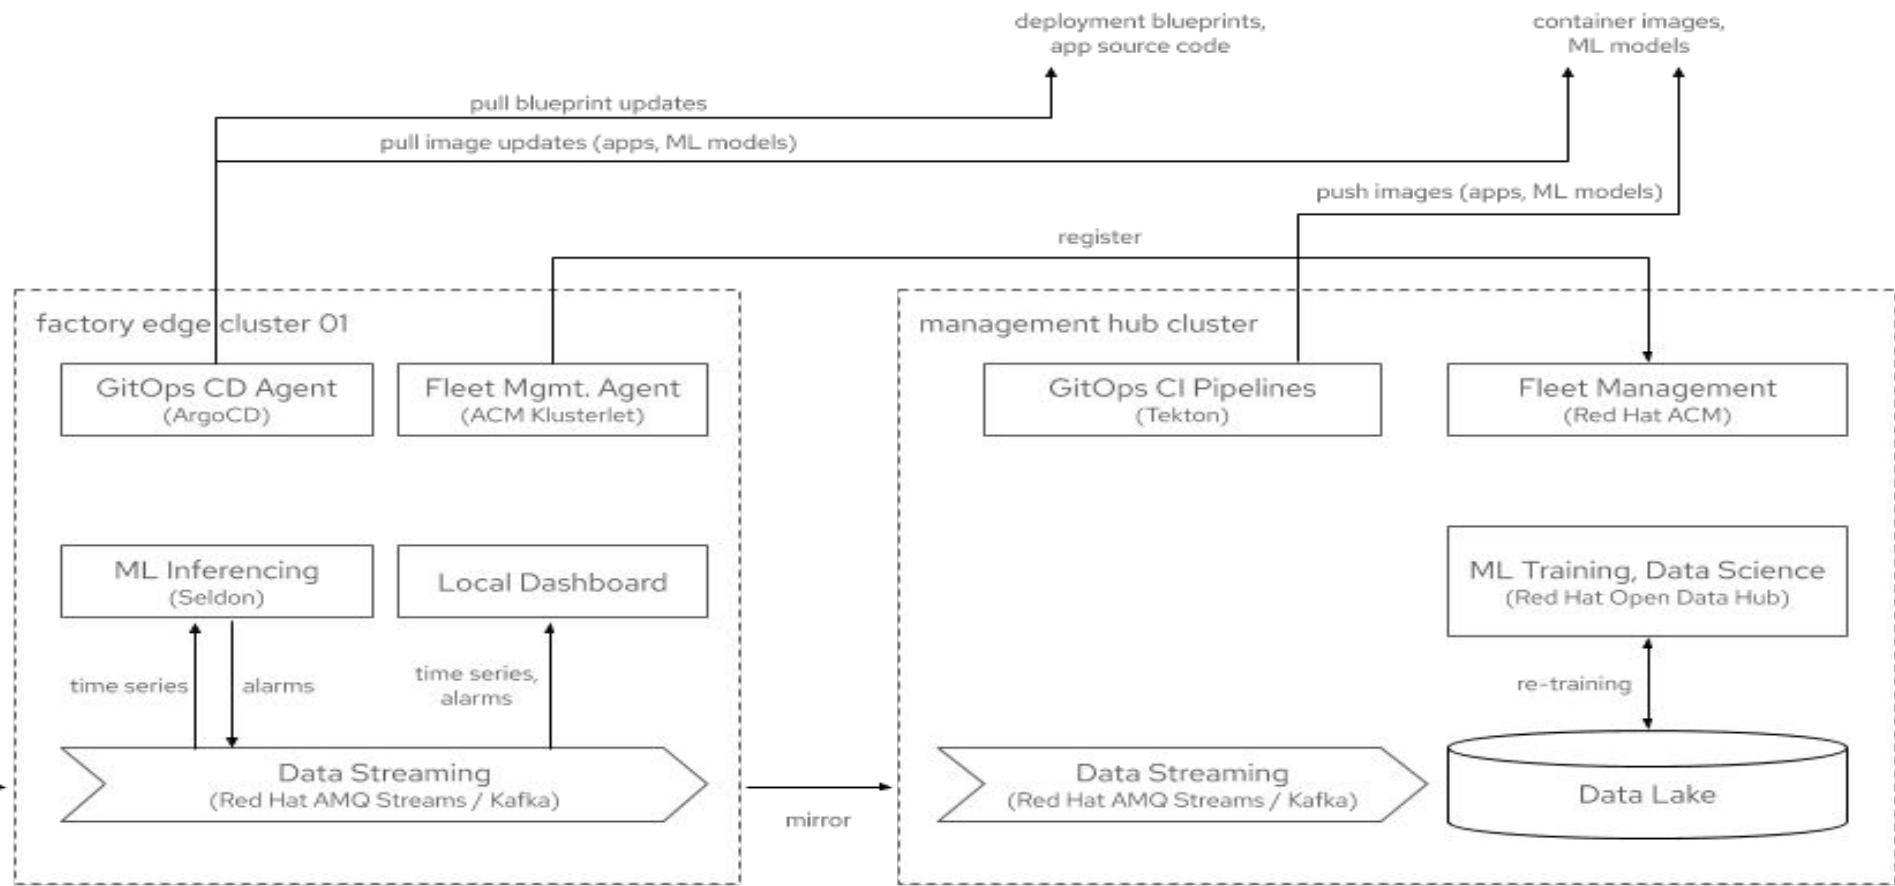 deployment blueprints,
app source code
container images,
ML models
pull blueprint updates
pull image updates (apps, ML models)
push images (apps, ML models)
register
factory edge cluster 01
GitOps CD Agent
(ArgoCD)
Fleet Mgmt. Agent
(ACM Klusterlet)
ML Inferencing
(Seldon)
Local Dashboard
time series
alarms
time series,
alarms
Data Streaming
(Red Hat AMQ Streams / Kafka)
mirror
management hub cluster
GitOps CI Pipelines
(Tekton)
Fleet Management
(Red Hat ACM)
ML Training, Data Science
(Red Hat Open Data Hub)
re-training
Data Streaming
(Red Hat AMQ Streams / Kafka)
Data Lake